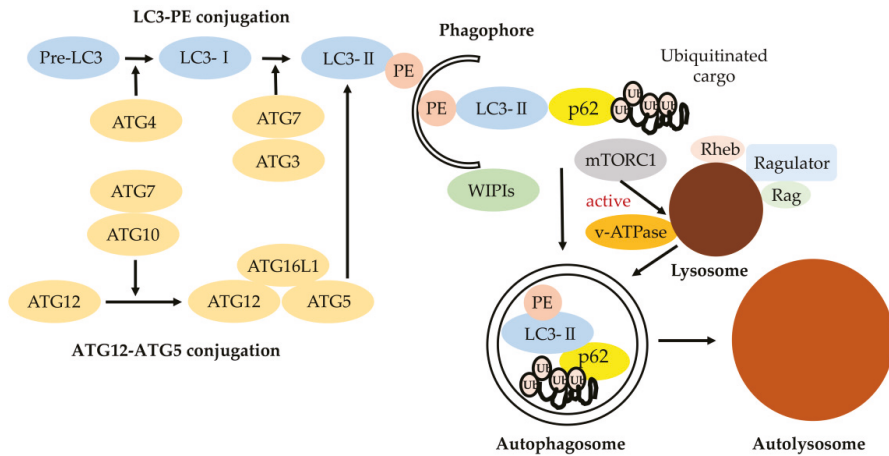 LC3-PE conjugation
Pre-LC3
LC3- I
LC3- II
PE
ATG4
ATG7
ATG3
ATG7
ATG10
ATG12
ATG16L1
ATG12
ATG5
ATG12-ATG5 conjugation
Phagophore
PE
LC3- II
p62
Ub
Ub
Ub
Ub
Ubiquitinated
cargo
WIPIs
mTORC1
active
v-ATPase
Rheb
Ragulator
Rag
Lysosome
PE
LC3- II
p62
Ub
Ub
Ub
Ub
Autophagosome
Autolysosome